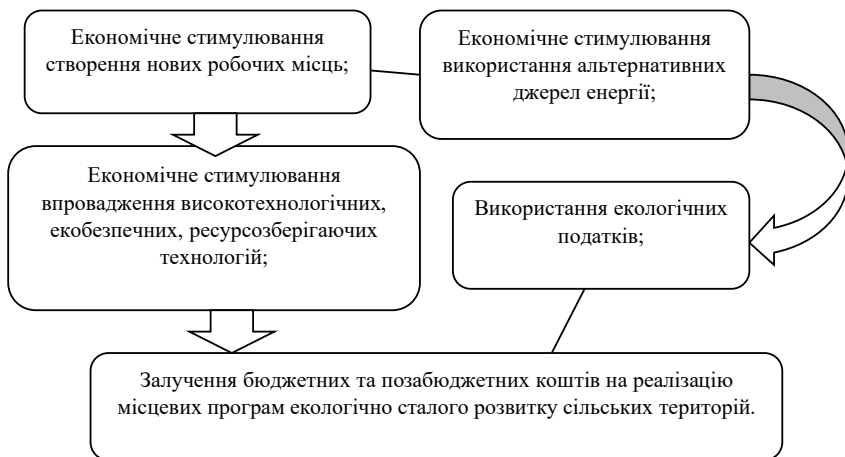 Економічне стимулювання
створення нових робочих місць;
Економічне стимулювання
використання альтернативних
джерел енергії;
Економічне стимулювання
впровадження високотехнологічних,
екобезпечних, ресурсозберігаючих
технологій;
Використання екологічних
податків;
Залучення бюджетних та позабюджетних коштів на реалізацію
місцевих програм екологічно сталого розвитку сільських територій.